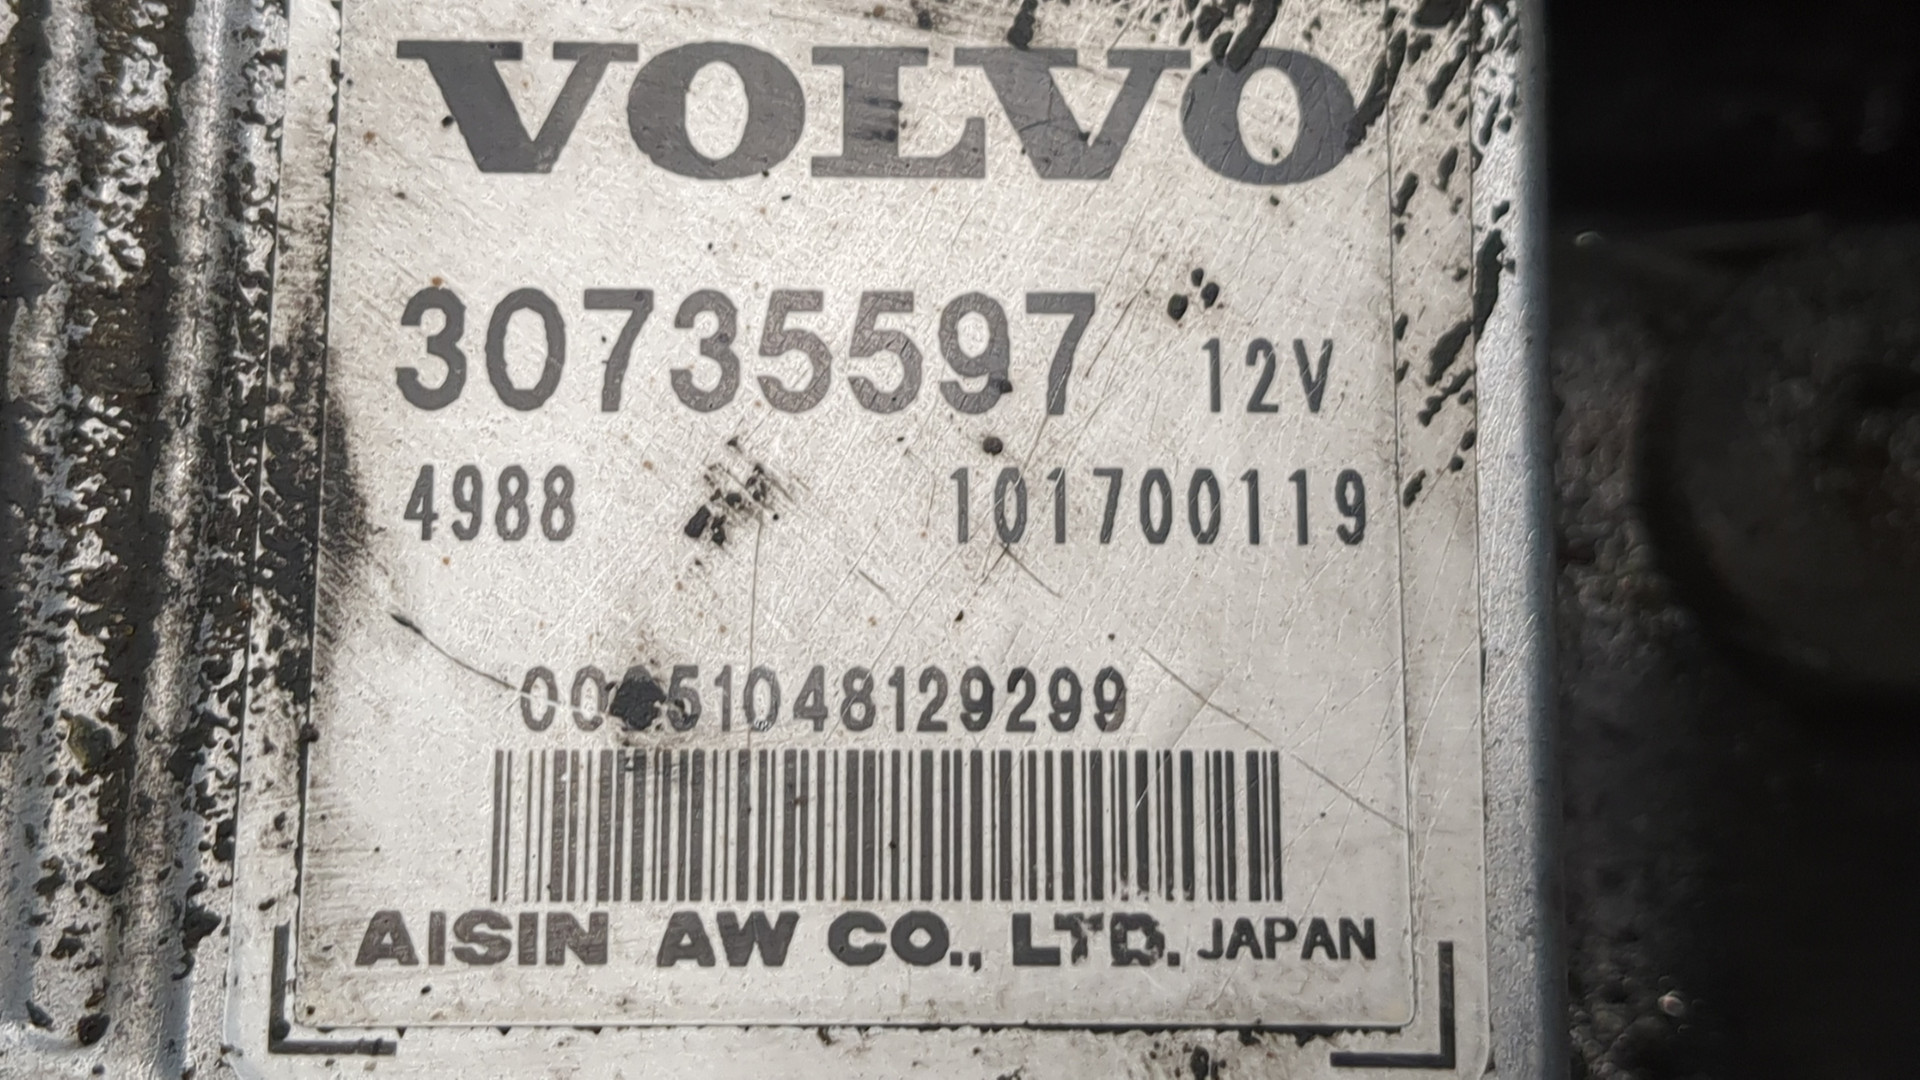 VOLVO
30735597 12V
4988 101700119
AISIN AW CO., LTD. JAPAN